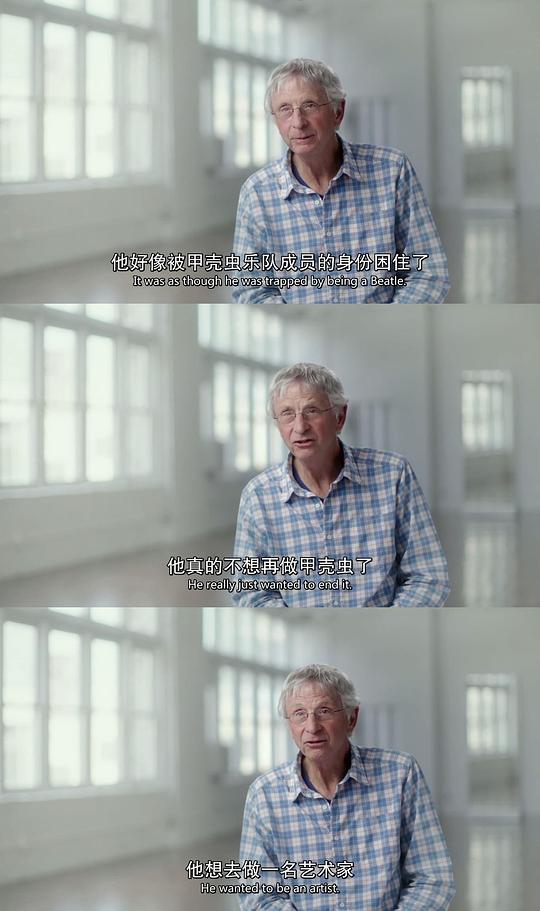 他好像被甲壳虫乐队成员的身份困住了
It was as though he was trapped by being a Beatle.
他真的不想再做甲壳虫了
He really just wanted to end it.
他想去做一名艺术家
He wanted to be an artist.